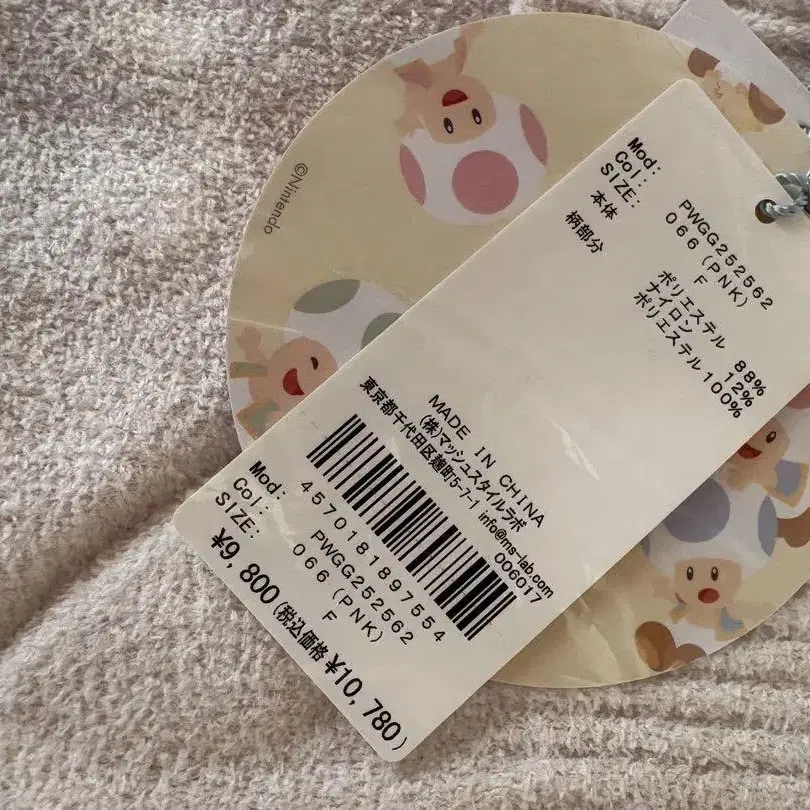 ©Nintendo
Mod: PWGG252562
Col: 066 (PNK)
SIZE: F
本体 ポリエステル 88%
ナイロン 12%
柄部分 ポリエステル 100%
MADE IN CHINA
(株)マッシュスタイルラボ
東京都千代田区麹町5-7-1 info@ms-lab.com
006017
4570181897554
Mod: PWGG252562
Col: 066 (PNK)
SIZE: F
¥9,800 (税込価格 ¥10,780)